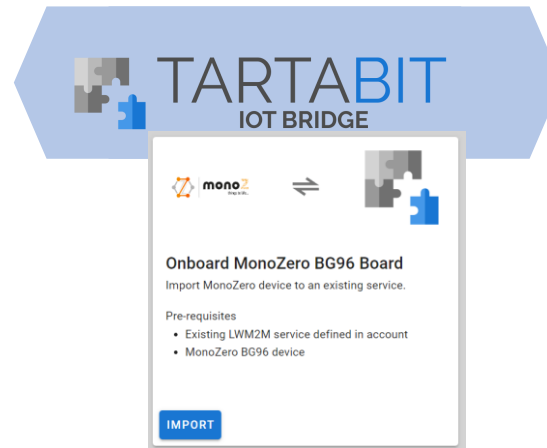 TARTABIT
IOT BRIDGE
monoZ
Onboard MonoZero BG96 Board
Import MonoZero device to an existing service.
Pre-requisites
Existing LWM2M service defined in account
MonoZero BG96 device
IMPORT